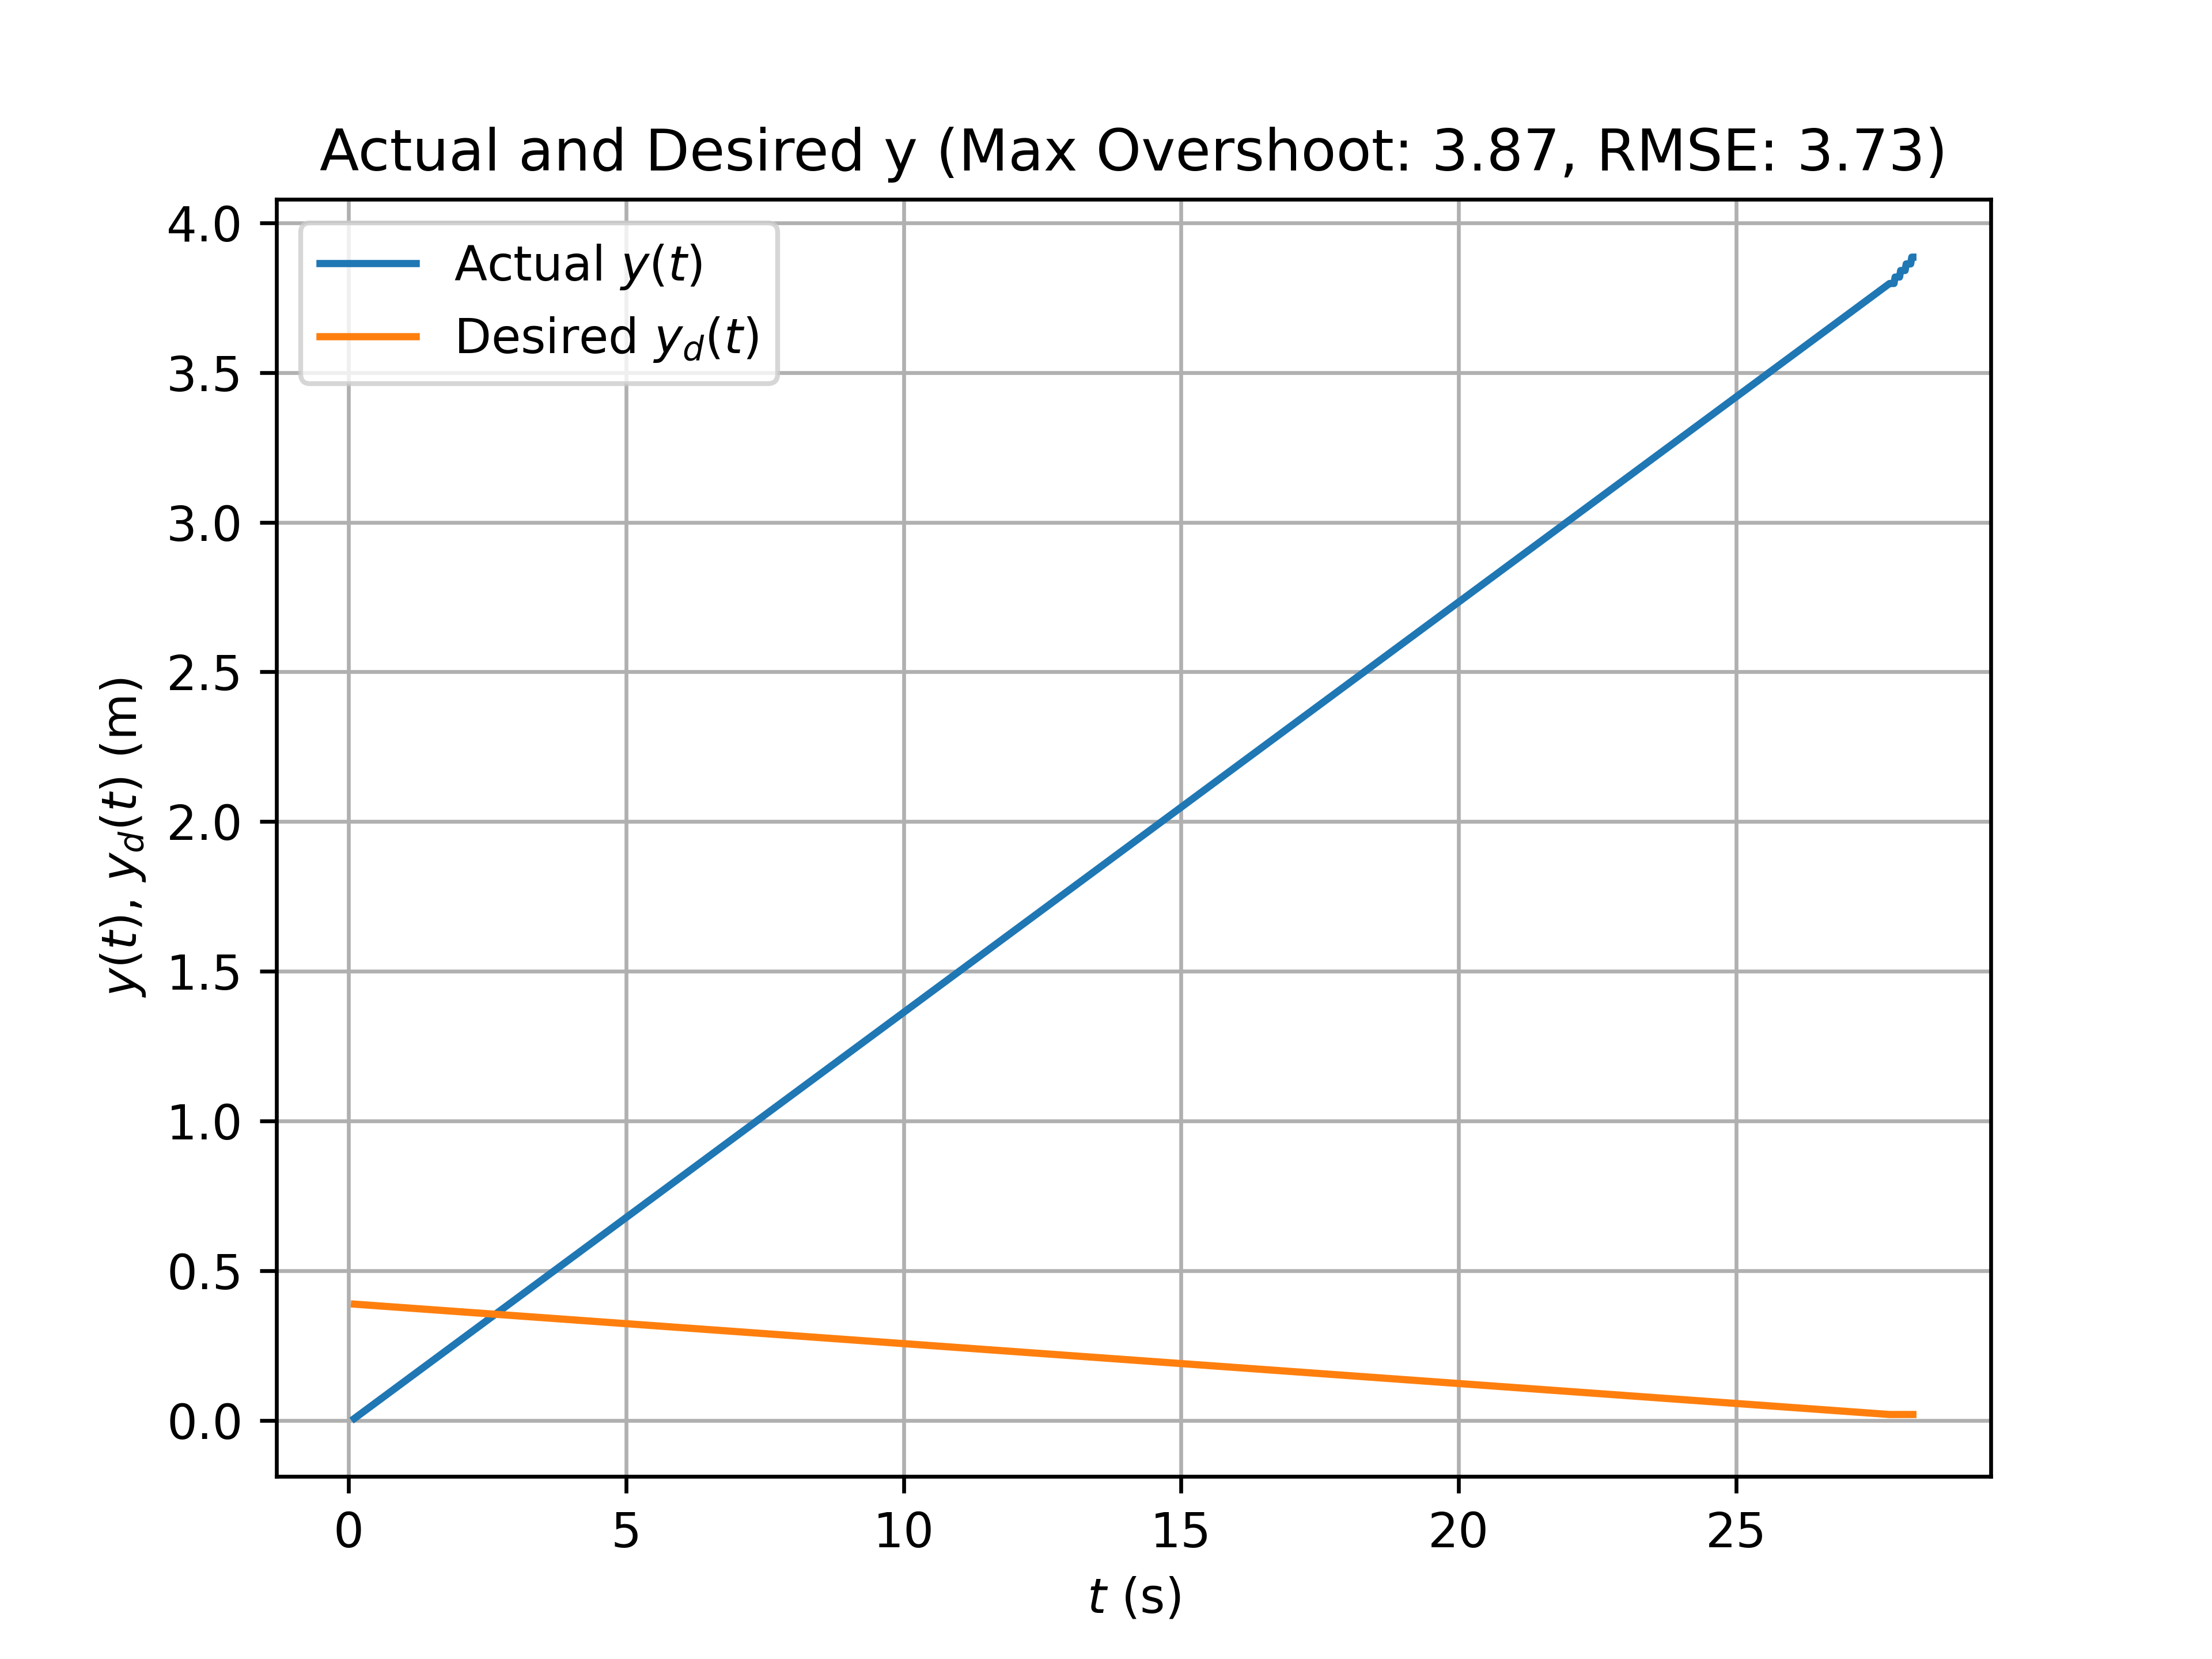 Actual and Desired y (Max Overshoot: 3.87, RMSE: 3.73)
Actual y(t)
Desired y_d(t)
y(t), y_d(t) (m)
4.0
3.5
3.0
2.5
2.0
1.5
1.0
0.5
0.0
0 5 10 15 20 25
t (s)